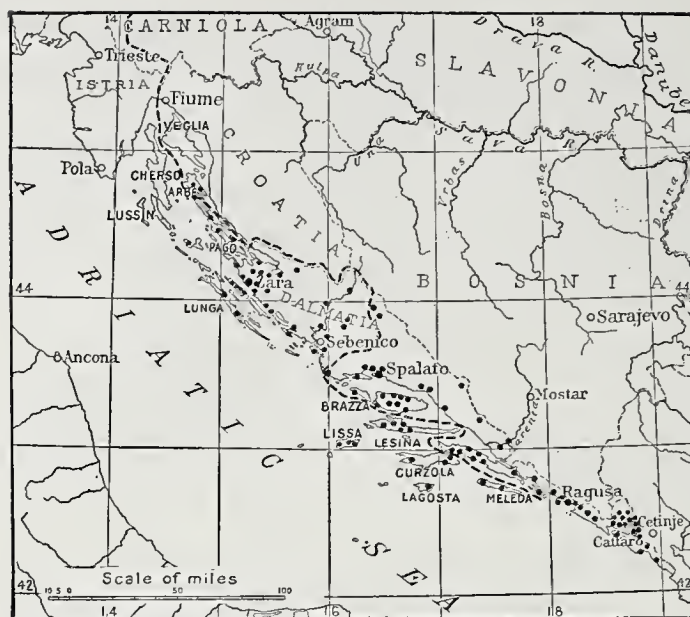 14
18
CARNIOLA
Agram
Trieste
Drava R.
Danube
Kulpa
SLAVONIA
ISTRIA
Fiume
VEGLIA
Sava R.
CROATIA
Una
Pola
Vrbas
Bosna
Drina
CHERSO
ARBE
LUSSIN
ADRIATIC
PAGO
BOSNIA
44
Zara
44
DALMATIA
LUNGA
Sarajevo
Sebenico
Ancona
Spalato
Mostar
BRAZZA
Narenta
LISSA
LESINA
CURZOLA
Ragusa
LAGOSTA
MELEDA
Cetinje
Cattaro
SEA
Scale of miles
42
10 5 0
50
100
42
14
16
18